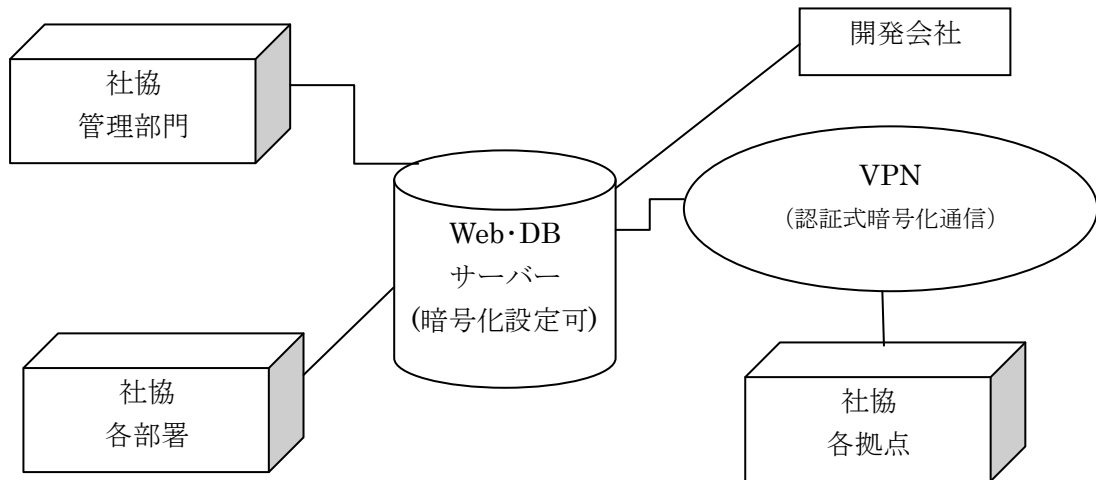 社協
管理部門
開発会社
VPN
(認証式暗号化通信)
Web･DB
サーバー
(暗号化設定可)
社協
各部署
社協
各拠点